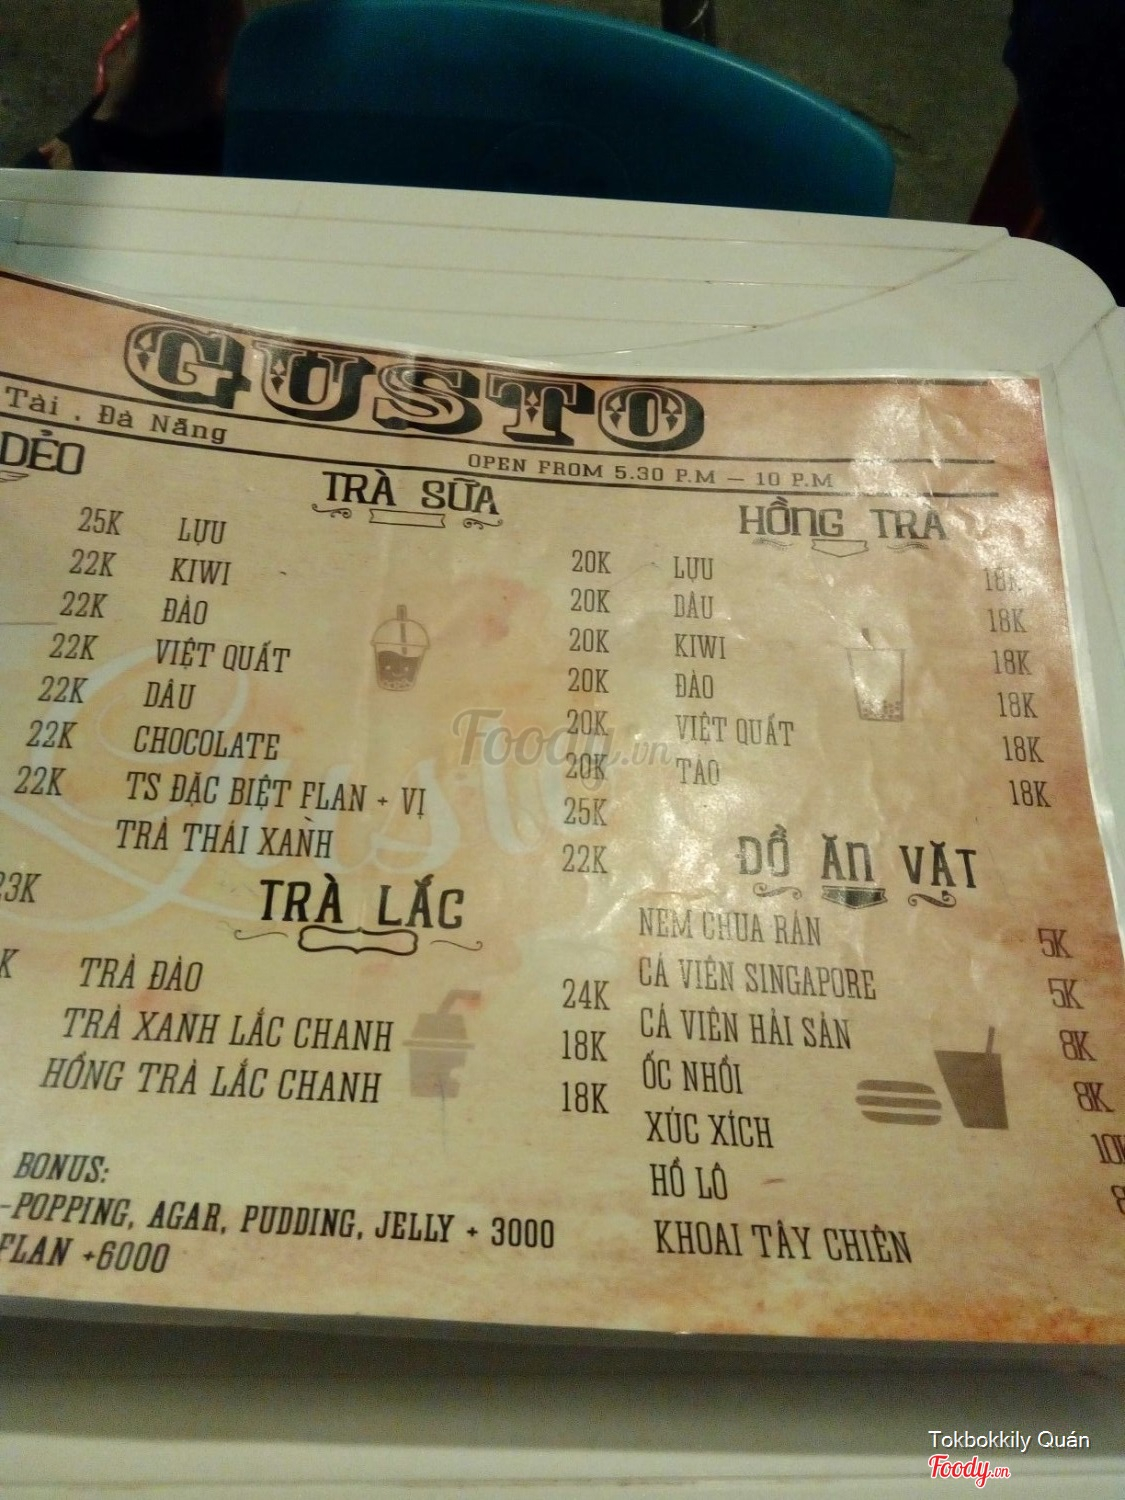 GUSTO
Tài . Đà Nẵng
OPEN FROM 5.30 P.M – 10 P.M
DẺO
25K
22K
22K
22K
22K
22K
22K
23K
K
TRÀ SỮA
LỰU 20K
KIWI 20K
ĐÀO 20K
VIỆT QUẤT 20K
DÂU 20K
CHOCOLATE 20K
TS ĐẶC BIỆT FLAN + VỊ 25K
TRÀ THÁI XANH 22K
TRÀ LẮC
TRÀ ĐÀO 24K
TRÀ XANH LẮC CHANH 18K
HỒNG TRÀ LẮC CHANH 18K
BONUS:
-POPPING, AGAR, PUDDING, JELLY + 3000
FLAN +6000
HỒNG TRÀ
LỰU 18K
DÂU 18K
KIWI 18K
ĐÀO 18K
VIỆT QUẤT 18K
TÁO 18K
ĐỒ ĂN VẶT
NEM CHUA RÁN 5K
CÁ VIÊN SINGAPORE 5K
CÁ VIÊN HẢI SẢN 8K
ỐC NHỒI 8K
XÚC XÍCH 10K
HỒ LÔ
KHOAI TÂY CHIÊN
Foody.vn
Tokbokkily Quán
Foody.vn